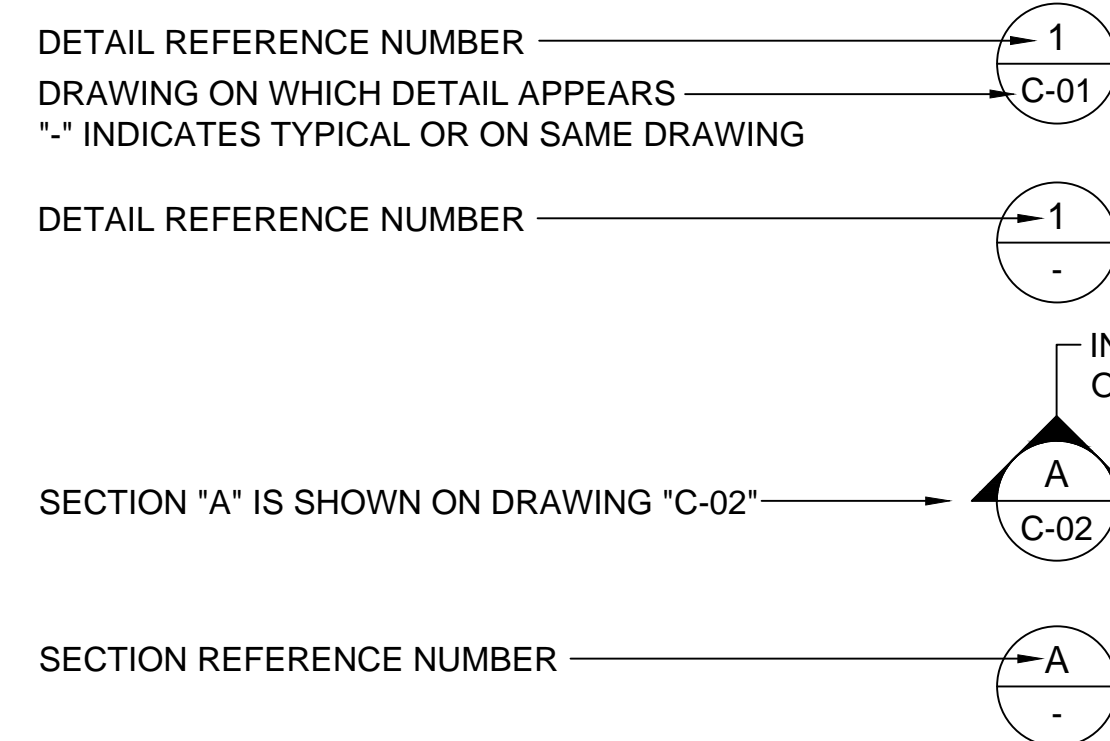 DETAIL REFERENCE NUMBER 1
DRAWING ON WHICH DETAIL APPEARS C-01
"-" INDICATES TYPICAL OR ON SAME DRAWING
DETAIL REFERENCE NUMBER 1
-
A
SECTION "A" IS SHOWN ON DRAWING "C-02"
C-02
SECTION REFERENCE NUMBER A
-